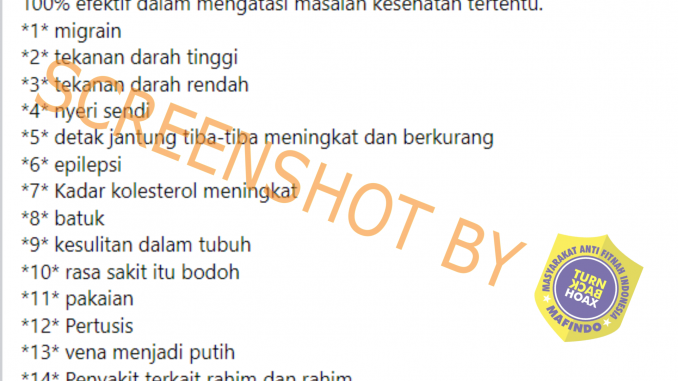 100% efektif dalam mengatasi masalah kesehatan tertentu.
*1* migrain
*2* tekanan darah tinggi
*3* tekanan darah rendah
*4* nyeri sendi
*5* detak jantung tiba-tiba meningkat dan berkurang
*6* epilepsi
*7* Kadar kolesterol meningkat
*8* batuk
*9* kesulitan dalam tubuh
*10* rasa sakit itu bodoh
*11* pakaian
*12* Pertusis
*13* vena menjadi putih
*14* Penyakit terkait rahim dan rahim
SCREENSHOT BY
MASYARAKAT ANTI FITNAH INDONESIA
TURN
BACK
HOAX
MAFINDO